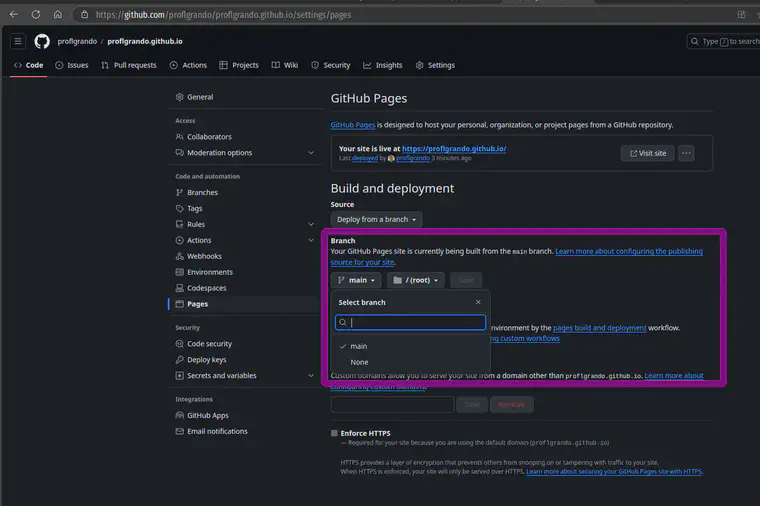 https://github.com/proflgrando/proflgrando.github.io/settings/pages
proflgrando / proflgrando.github.io
Type / to search
Code Issues Pull requests Actions Projects Wiki Security Insights Settings
General
Access
Collaborators
Moderation options
Code and automation
Branches
Tags
Rules
Actions
Webhooks
Environments
Codespaces
Pages
Security
Code security
Deploy keys
Secrets and variables
Integrations
GitHub Apps
Email notifications
GitHub Pages
GitHub Pages is designed to host your personal, organization, or project pages from a GitHub repository.
Your site is live at https://proflgrando.github.io/
Last deployed by proflgrando 3 minutes ago
Visit site
Build and deployment
Source
Deploy from a branch
Branch
Your GitHub Pages site is currently being built from the main branch. Learn more about configuring the publishing
source for your site.
main / (root) Save
Select branch
nvironment by the pages build and deployment workflow.
ng custom workflows
main
None
Custom domains allow you to serve your site from a domain other than proflgrando.github.io. Learn more about
configuring custom domains.
Save Remove
Enforce HTTPS
— Required for your site because you are using the default domain (proflgrando.github.io)
HTTPS provides a layer of encryption that prevents others from snooping on or tampering with traffic to your site.
When HTTPS is enforced, your site will only be served over HTTPS. Learn more about securing your GitHub Pages site with HTTPS.